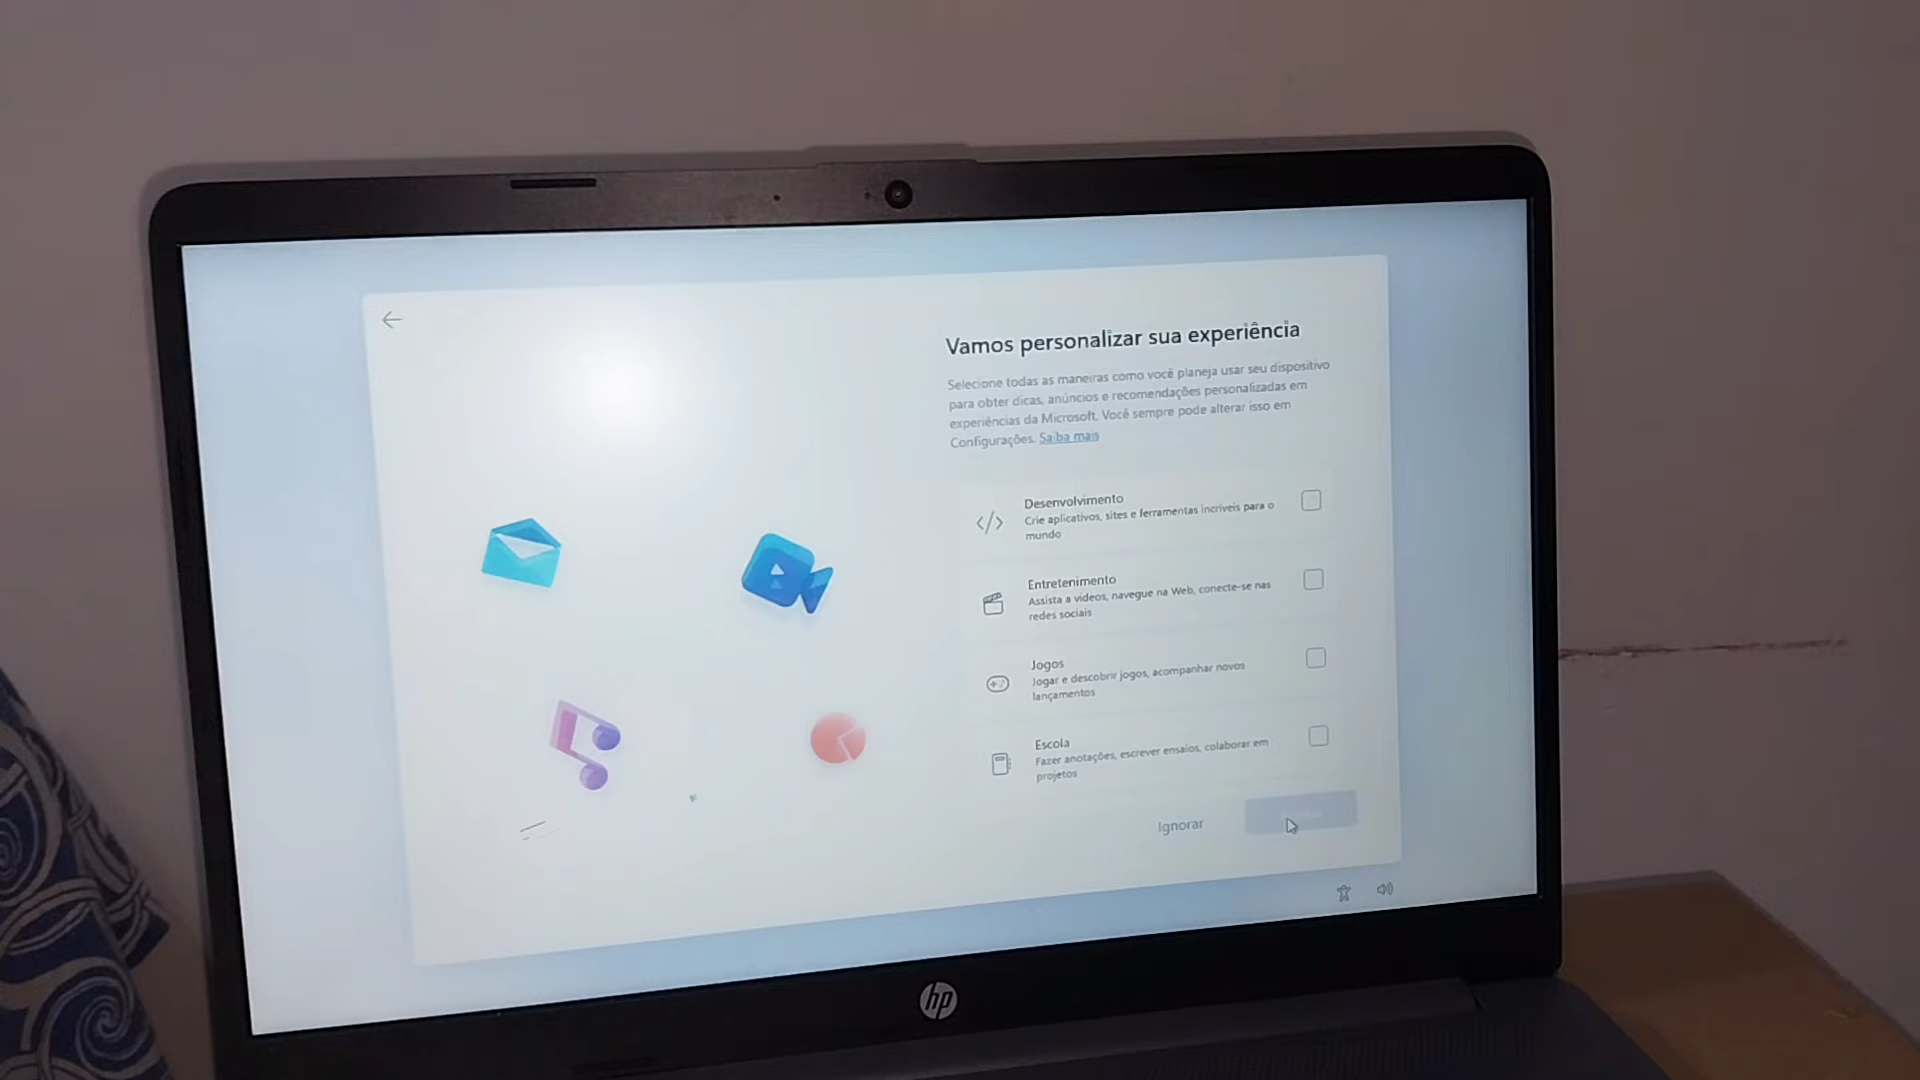 Vamos personalizar sua experiência
Selecione todas as maneiras como você planeja usar seu dispositivo
para obter dicas, anúncios e recomendações personalizadas em
experiências da Microsoft. Você sempre pode alterar isso em
Configurações. Saiba mais
Desenvolvimento
Crie aplicativos, sites e ferramentas incríveis para o
mundo
Entretenimento
Assista a vídeos, navegue na Web, conecte-se nas
redes sociais
Jogos
Jogar e descobrir jogos, acompanhar novos
lançamentos
Escola
Fazer anotações, escrever ensaios, colaborar em
projetos
Ignorar
hp